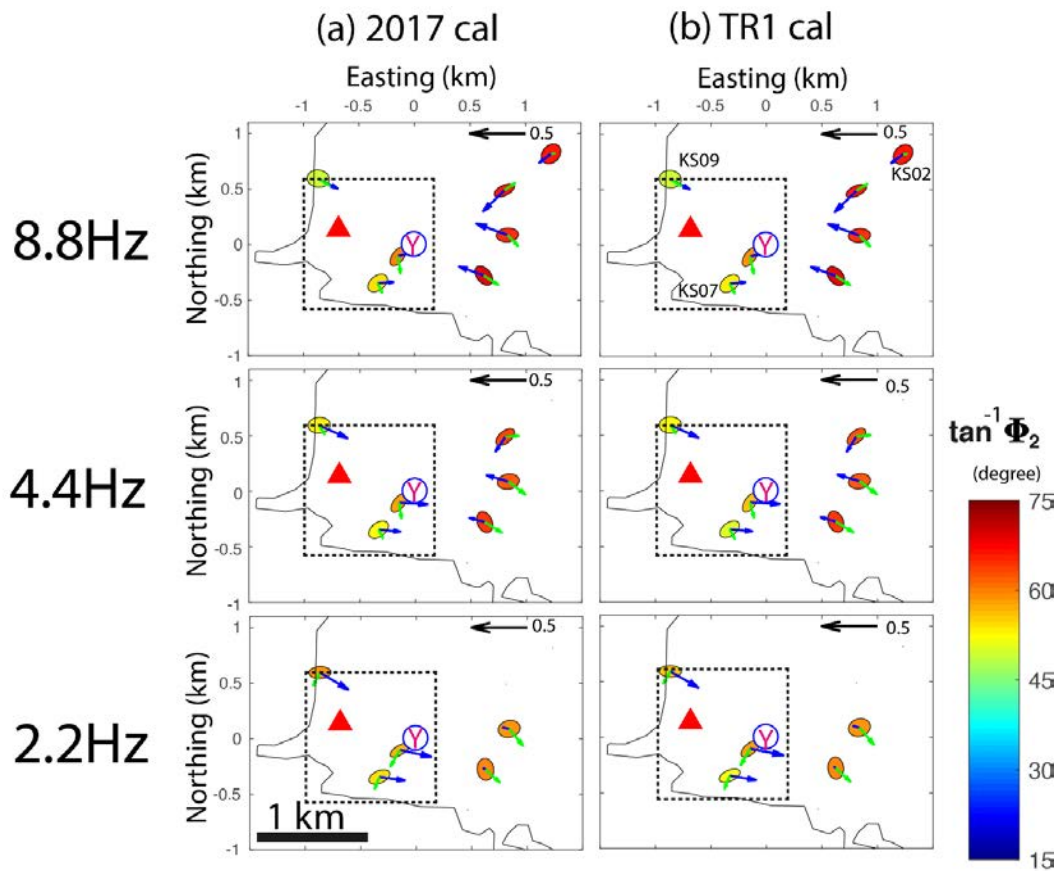 (a) 2017 cal
(b) TR1 cal
Easting (km)
Easting (km)
-1 -0.5 0 0.5 1
-1 -0.5 0 0.5 1
8.8Hz
Northing (km)
1
0.5
0
-0.5
-1
0.5
Y
0.5
KS09
KS02
Y
KS07
4.4Hz
Northing (km)
1
0.5
0
-0.5
-1
0.5
Y
0.5
Y
2.2Hz
Northing (km)
1
0.5
0
-0.5
-1
0.5
Y
1 km
0.5
Y
tan⁻¹ Φ₂
(degree)
75
60
45
30
15